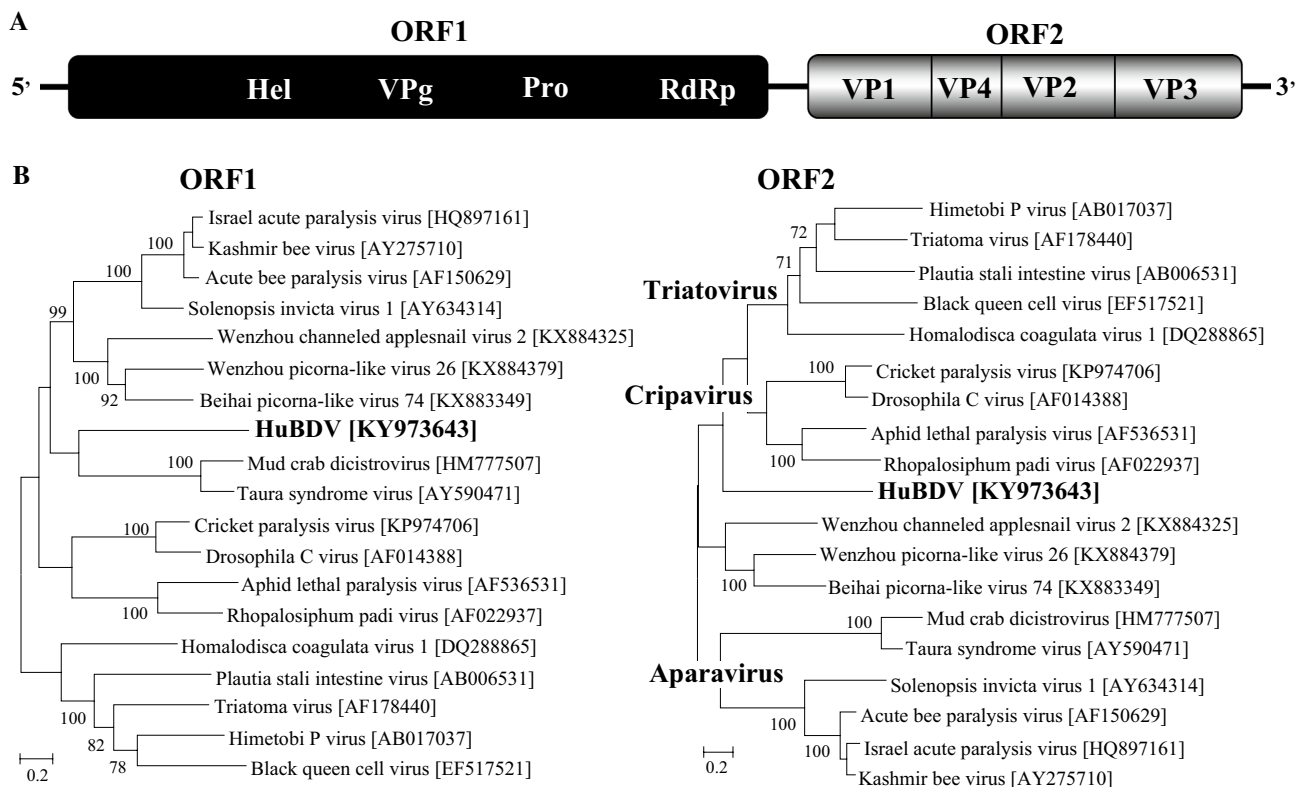 A
ORF1
ORF2
5’
Hel VPg Pro RdRp
VP1 VP4 VP2 VP3
3’
B
ORF1
Israel acute paralysis virus [HQ897161]
100
Kashmir bee virus [AY275710]
100
Acute bee paralysis virus [AF150629]
Solenopsis invicta virus 1 [AY634314]
99
Wenzhou channeled applesnail virus 2 [KX884325]
Wenzhou picorna-like virus 26 [KX884379]
100
Beihai picorna-like virus 74 [KX883349]
92
HuBDV [KY973643]
Mud crab dicistrovirus [HM777507]
100
Taura syndrome virus [AY590471]
Cricket paralysis virus [KP974706]
100
Drosophila C virus [AF014388]
Aphid lethal paralysis virus [AF536531]
100
Rhopalosiphum padi virus [AF022937]
Homalodisca coagulata virus 1 [DQ288865]
Plautia stali intestine virus [AB006531]
100
Triatoma virus [AF178440]
82
Himetobi P virus [AB017037]
78
Black queen cell virus [EF517521]
0.2
ORF2
Himetobi P virus [AB017037]
72
Triatoma virus [AF178440]
71
Plautia stali intestine virus [AB006531]
Triatovirus
Black queen cell virus [EF517521]
Homalodisca coagulata virus 1 [DQ288865]
Cricket paralysis virus [KP974706]
100
Cripavirus
Drosophila C virus [AF014388]
Aphid lethal paralysis virus [AF536531]
100
Rhopalosiphum padi virus [AF022937]
HuBDV [KY973643]
Wenzhou channeled applesnail virus 2 [KX884325]
Wenzhou picorna-like virus 26 [KX884379]
100
Beihai picorna-like virus 74 [KX883349]
Mud crab dicistrovirus [HM777507]
100
Taura syndrome virus [AY590471]
Aparavirus
Solenopsis invicta virus 1 [AY634314]
100
Acute bee paralysis virus [AF150629]
100
Israel acute paralysis virus [HQ897161]
Kashmir bee virus [AY275710]
0.2